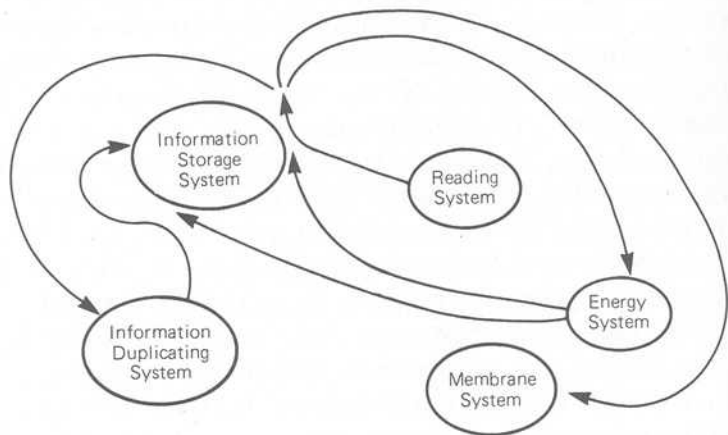 Information
Storage
System
Reading
System
Energy
System
Information
Duplicating
System
Membrane
System